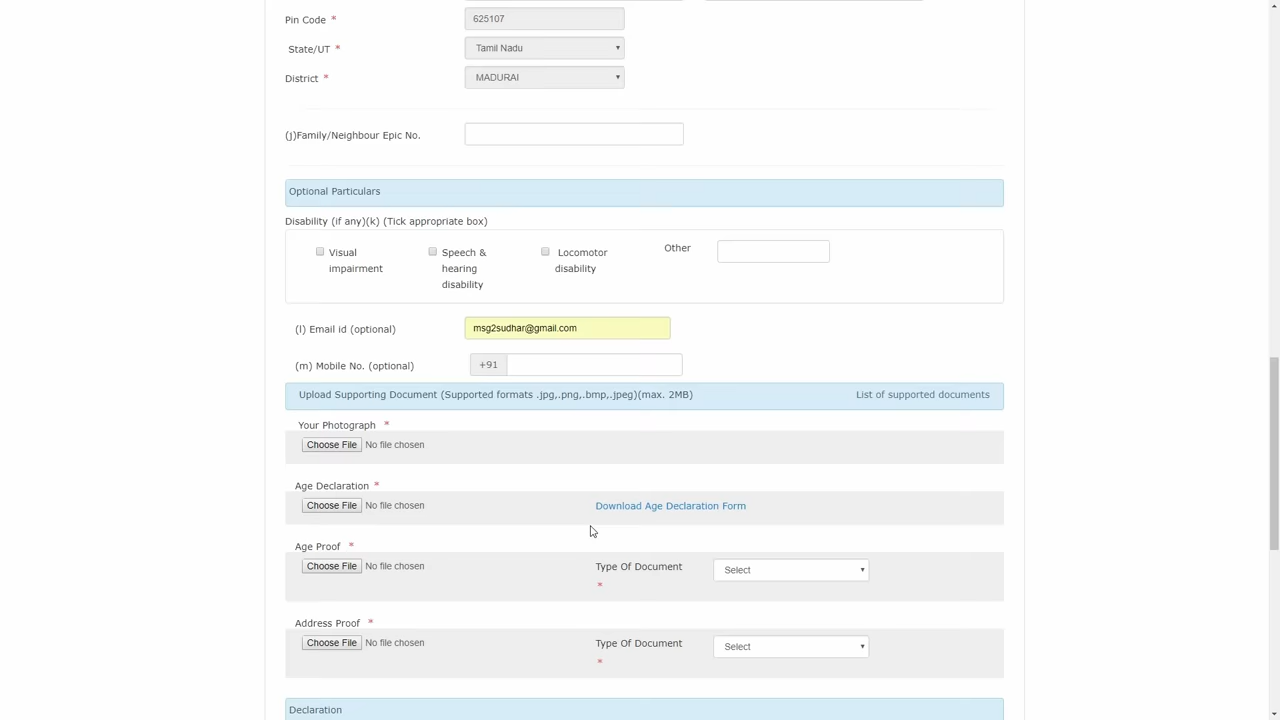 Pin Code * 625107
State/UT * Tamil Nadu
District * MADURAI
(j)Family/Neighbour Epic No.
Optional Particulars
Disability (if any)(k) (Tick appropriate box)
Visual impairment
Speech & hearing disability
Locomotor disability
Other
(l) Email id (optional) msg2sudhar@gmail.com
(m) Mobile No. (optional) +91
Upload Supporting Document (Supported formats .jpg,.png,.bmp,.jpeg)(max. 2MB) List of supported documents
Your Photograph *
Choose File No file chosen
Age Declaration *
Choose File No file chosen Download Age Declaration Form
Age Proof *
Choose File No file chosen Type Of Document * Select
Address Proof *
Choose File No file chosen Type Of Document * Select
Declaration